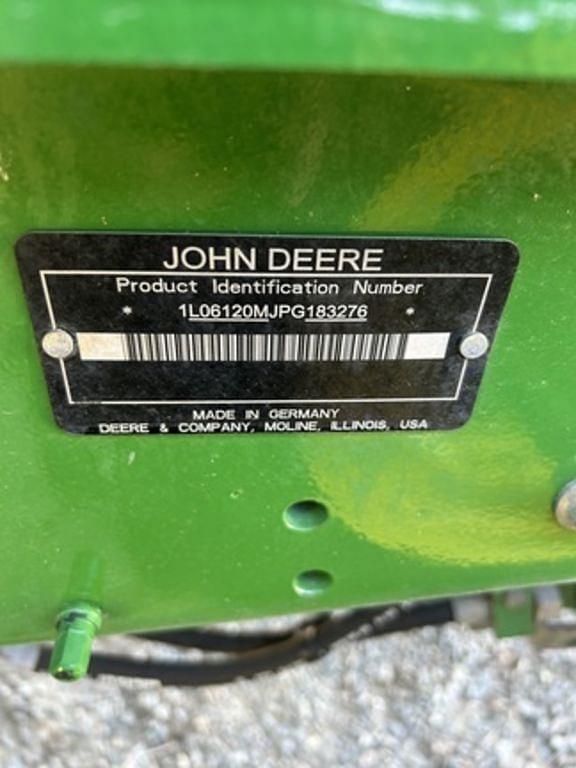 JOHN DEERE
Product Identification Number
* 1L06120MJPG183276 *
MADE IN GERMANY
DEERE & COMPANY, MOLINE, ILLINOIS, USA